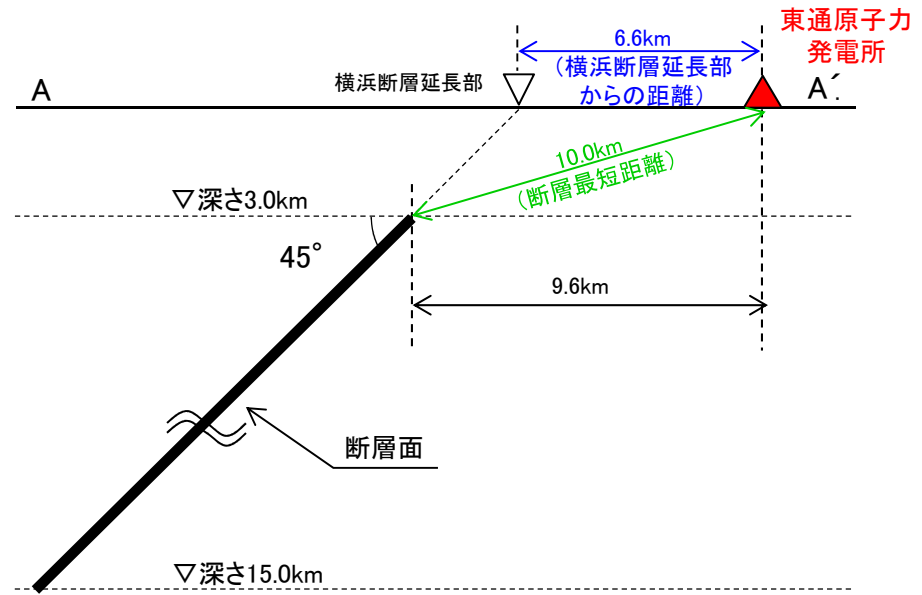 東通原子力
発電所
6.6km
（横浜断層延長部
からの距離）
横浜断層延長部
A
A´.
10.0km
（断層最短距離）
▽深さ3.0km
45°
9.6km
断層面
▽深さ15.0km